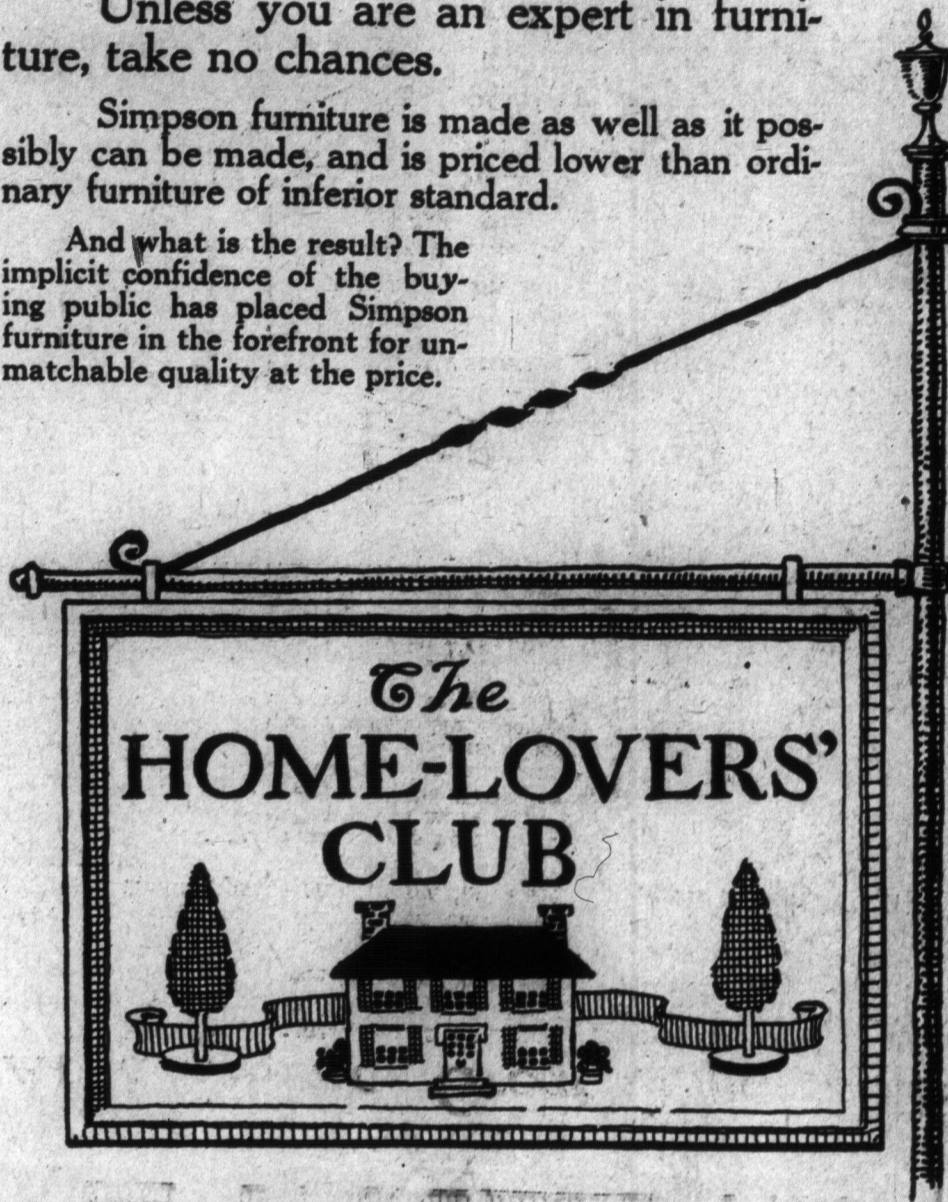 Unless you are an expert in furni-
ture, take no chances.
Simpson furniture is made as well as it pos-
sibly can be made, and is priced lower than ordi-
nary furniture of inferior standard.
And what is the result? The
implicit confidence of the buy-
ing public has placed Simpson
furniture in the forefront for un-
matchable quality at the price.
The
HOME-LOVERS'
CLUB